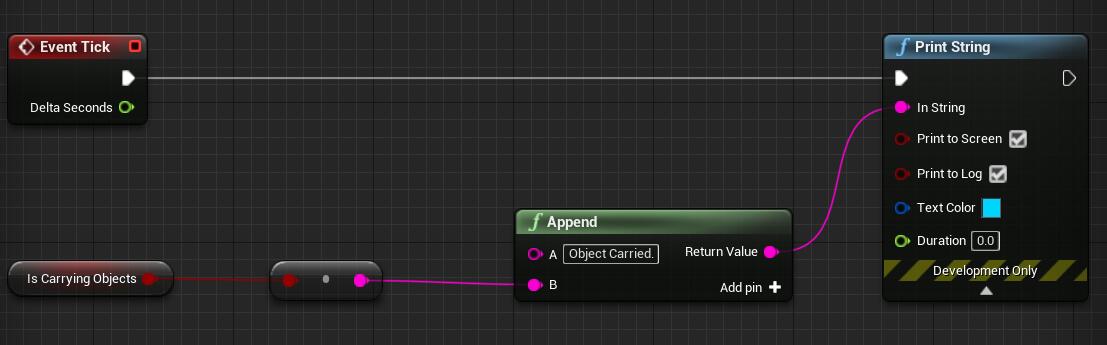 Event Tick
Delta Seconds
Print String
In String
Print to Screen
Print to Log
Text Color
Duration 0.0
Development Only
Append
A Object Carried. Return Value
B Add pin
Is Carrying Objects